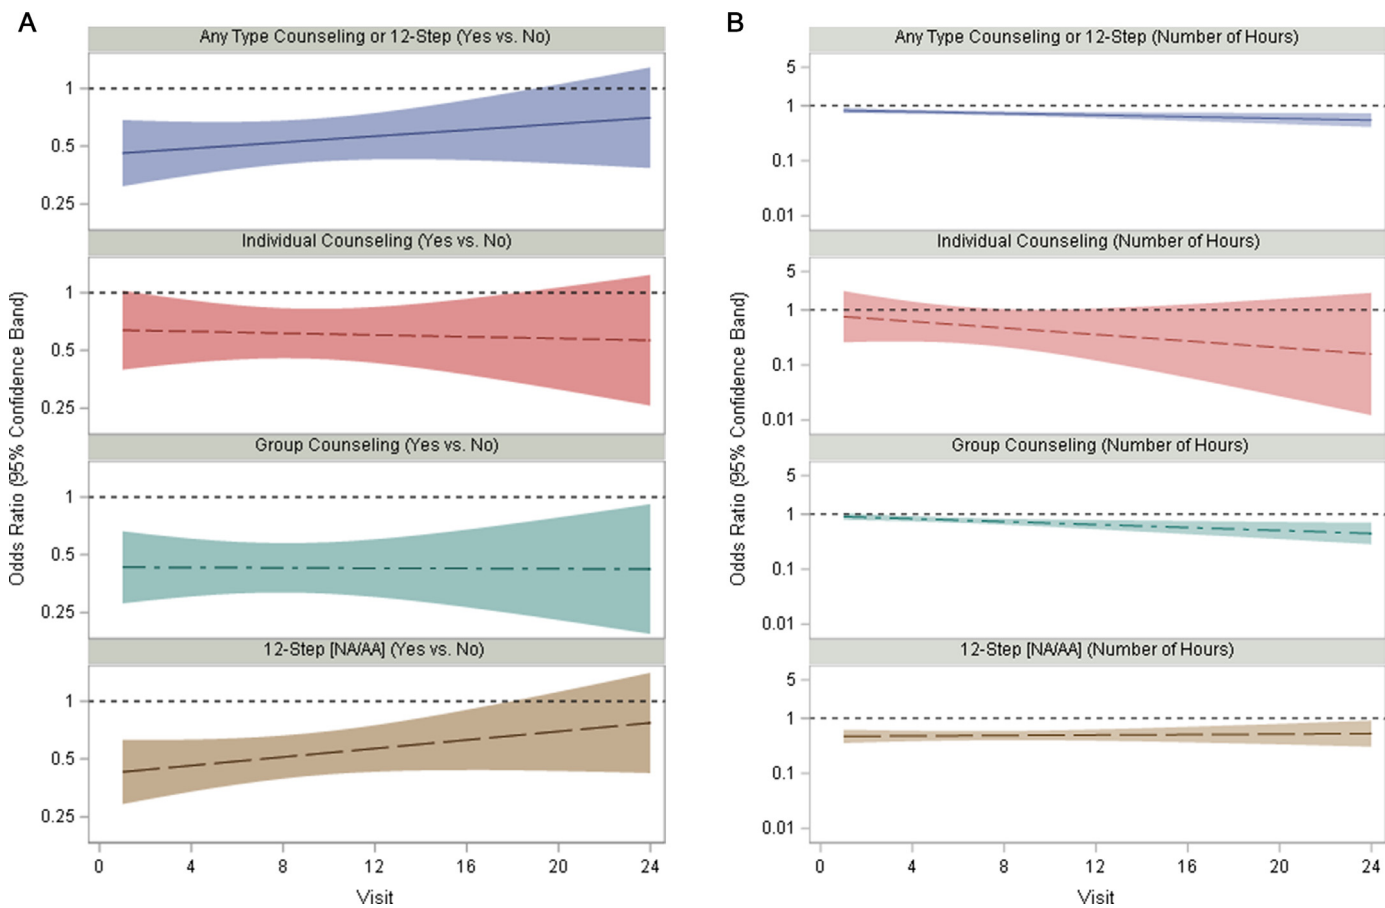 A
Any Type Counseling or 12-Step (Yes vs. No)
1
0.5
0.25
Individual Counseling (Yes vs. No)
1
0.5
0.25
Group Counseling (Yes vs. No)
1
0.5
0.25
12-Step [NA/AA] (Yes vs. No)
1
0.5
0.25
0 4 8 12 16 20 24
Visit
Odds Ratio (95% Confidence Band)
B
Any Type Counseling or 12-Step (Number of Hours)
5
1
0.1
0.01
Individual Counseling (Number of Hours)
5
1
0.1
0.01
Group Counseling (Number of Hours)
5
1
0.1
0.01
12-Step [NA/AA] (Number of Hours)
5
1
0.1
0.01
0 4 8 12 16 20 24
Visit
Odds Ratio (95% Confidence Band)